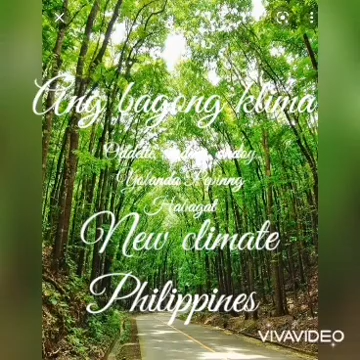 Ang bagong klima
Yolanda
Habagat
New climate
Philippines
VIVAVIDEO